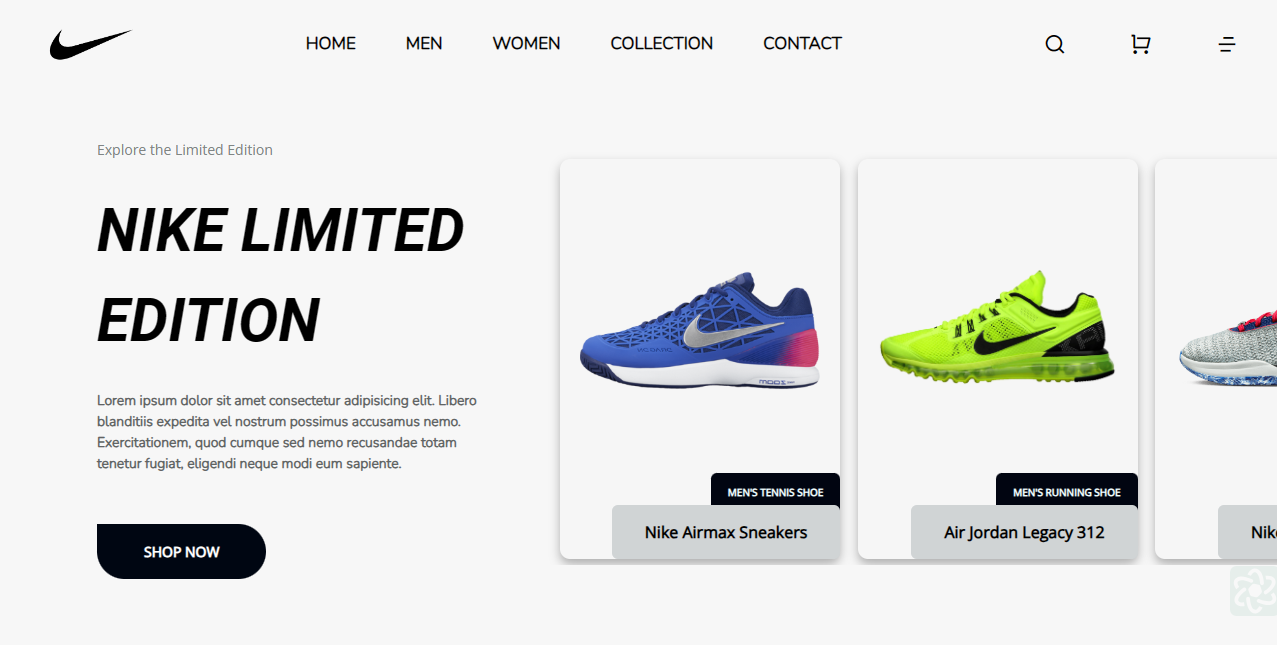 HOME MEN WOMEN COLLECTION CONTACT
Explore the Limited Edition
NIKE LIMITED
EDITION
Lorem ipsum dolor sit amet consectetur adipisicing elit. Libero
blanditiis expedita vel nostrum possimus accusamus nemo.
Exercitationem, quod cumque sed nemo recusandae totam
tenetur fugiat, eligendi neque modi eum sapiente.
SHOP NOW
MEN'S TENNIS SHOE
Nike Airmax Sneakers
MEN'S RUNNING SHOE
Air Jordan Legacy 312